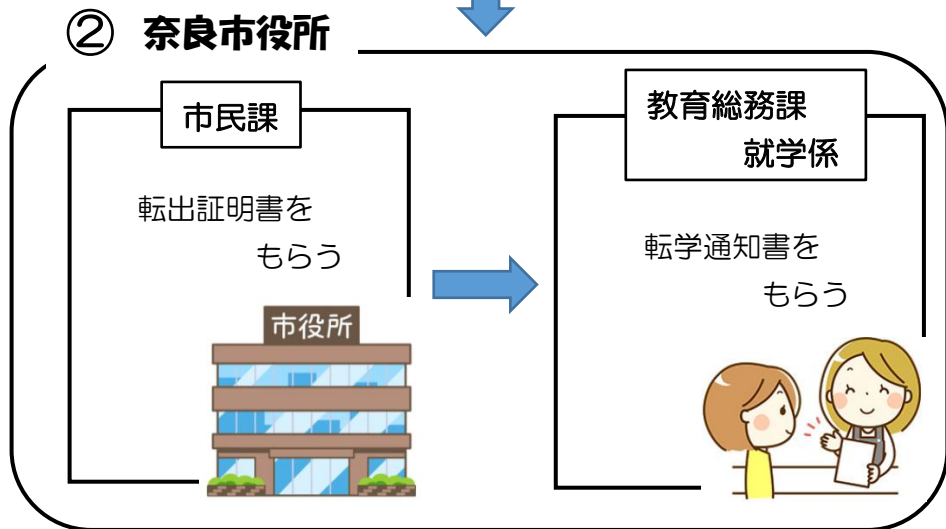 ② 奈良市役所
市民課
転出証明書を
もらう
市役所
教育総務課
就学係
転学通知書を
もらう